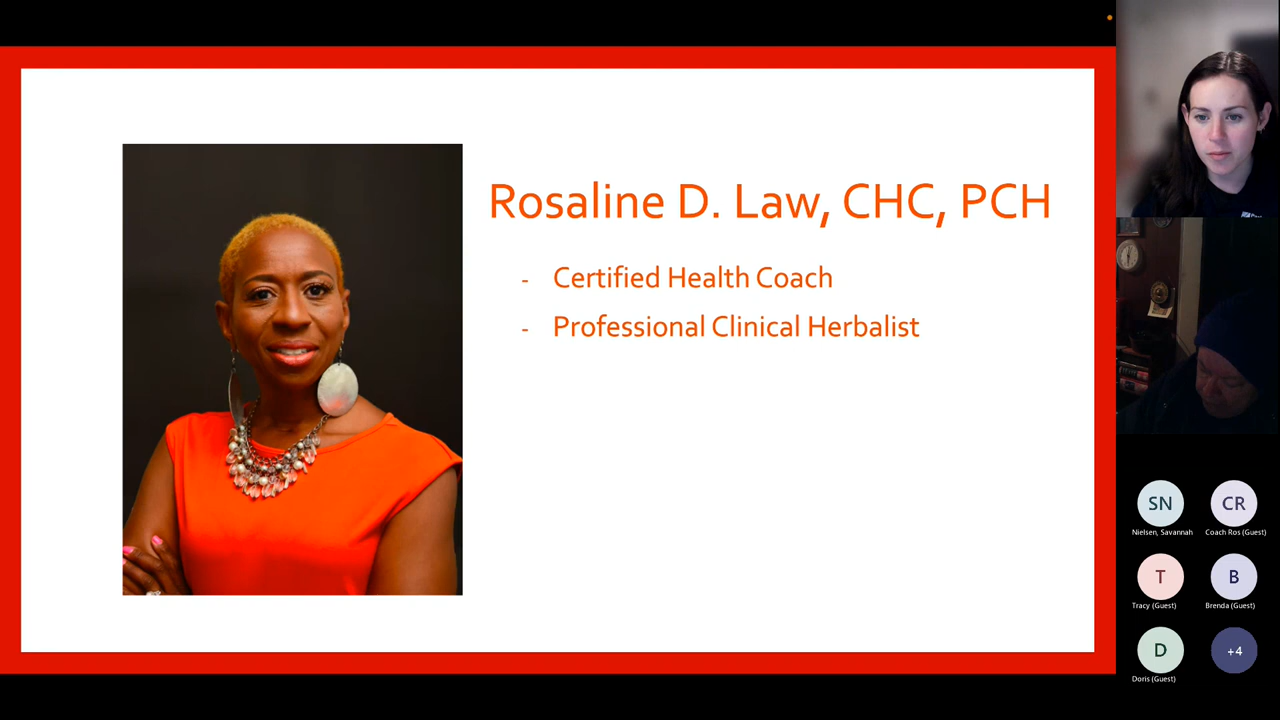 Rosaline D. Law, CHC, PCH
- Certified Health Coach
- Professional Clinical Herbalist
SN
CR
Nielsen, Savannah
Coach Ros (Guest)
T
B
Tracy (Guest)
Brenda (Guest)
D
+4
Doris (Guest)